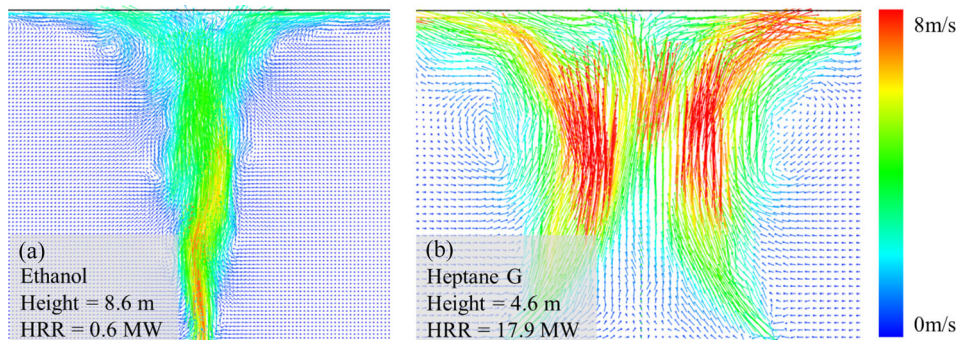 (a)
Ethanol
Height = 8.6 m
HRR = 0.6 MW
(b)
Heptane G
Height = 4.6 m
HRR = 17.9 MW
8m/s
0m/s